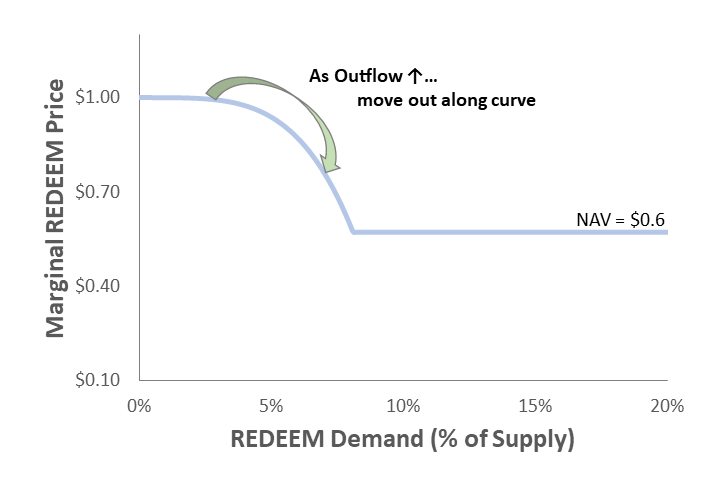 As Outflow ↑…
move out along curve
Marginal REDEEM Price
$1.00
$0.70
$0.40
$0.10
NAV = $0.6
0% 5% 10% 15% 20%
REDEEM Demand (% of Supply)